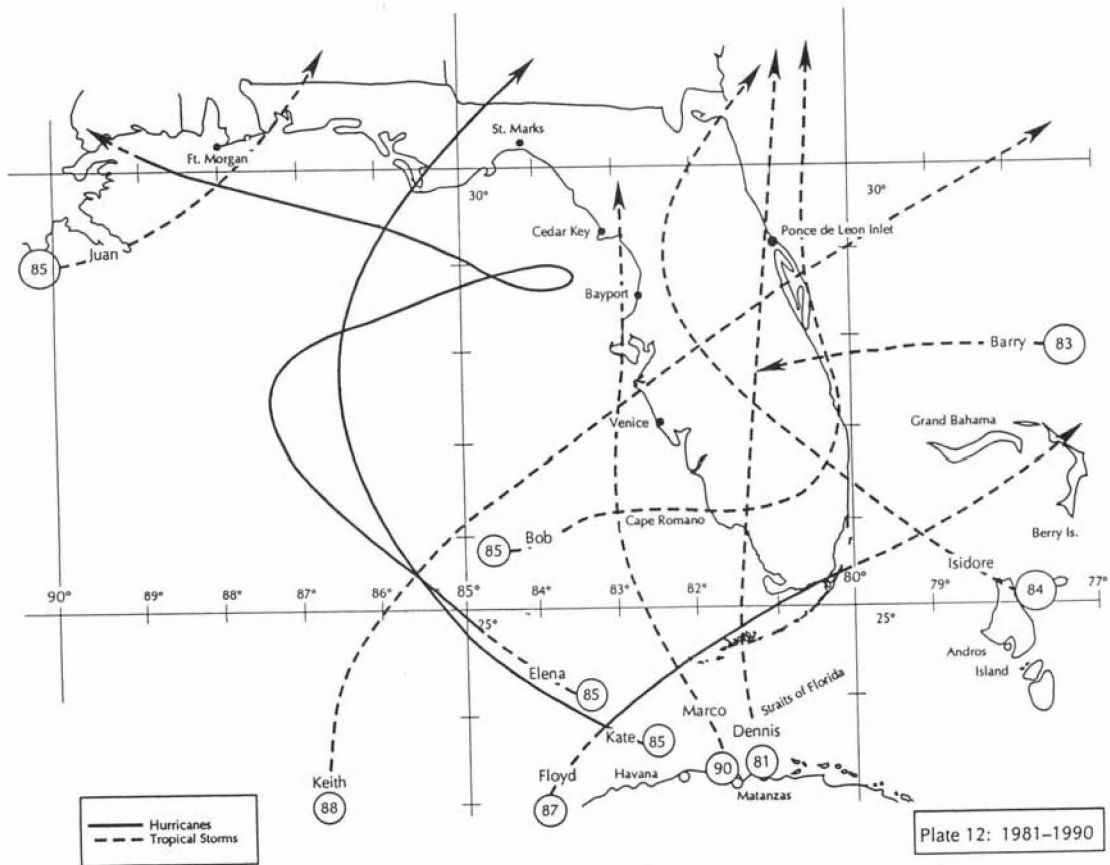 St. Marks
Ft. Morgan
30°
30°
Cedar Key
Ponce de Leon Inlet
Juan
85
Bayport
Barry
83
Grand Bahama
Venice
Cape Romano
Bob
85
Berry Is.
Isidore
84
90°
89°
88°
87°
86°
85°
84°
83°
82°
81°
80°
79°
78°
77°
25°
25°
Andros
Island
Elena
85
Straits of Florida
Marco
Dennis
Kate
85
90
81
Keith
88
Floyd
87
Havana
Matanzas
Hurricanes
Tropical Storms
Plate 12: 1981–1990